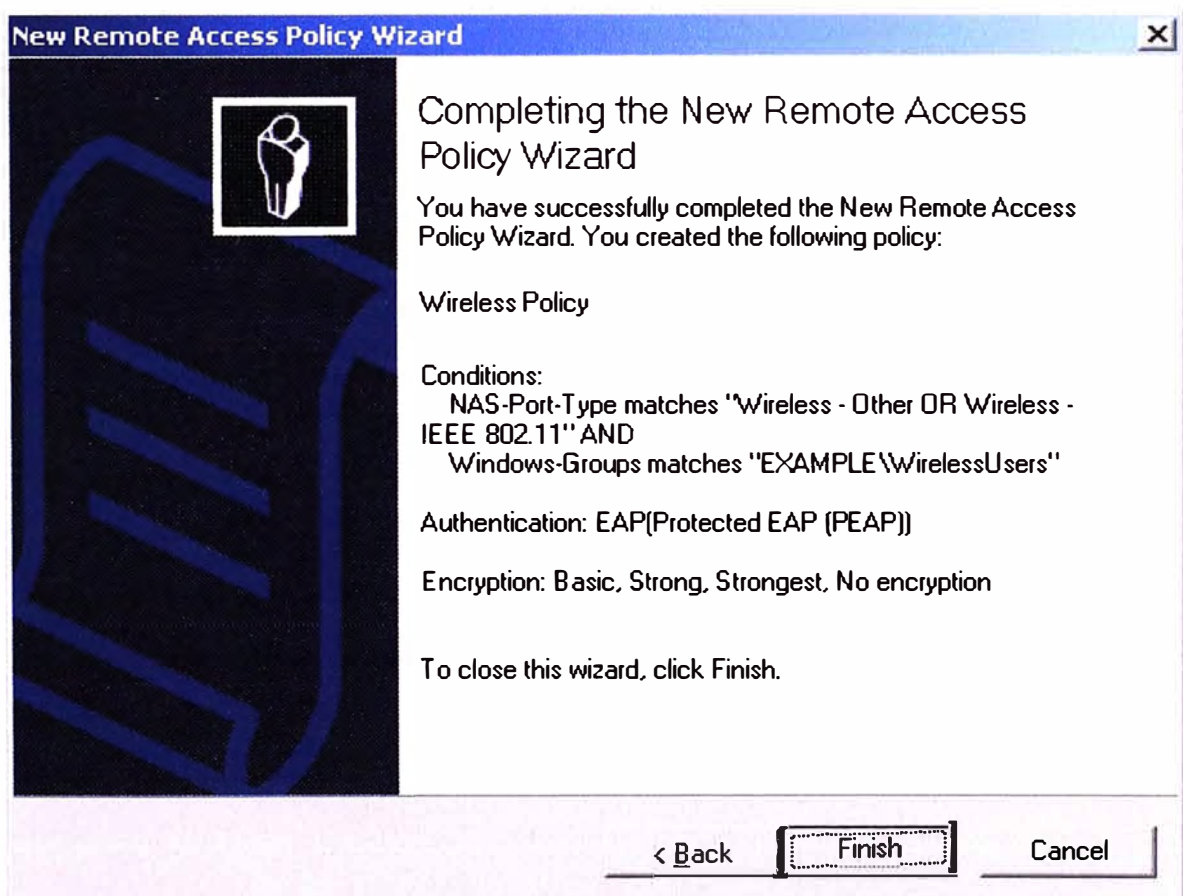 New Remote Access Policy Wizard
Completing the New Remote Access
Policy Wizard
You have successfully completed the New Remote Access
Policy Wizard. You created the following policy:
Wireless Policy
Conditions:
NAS-Port-Type matches "Wireless - Other OR Wireless -
IEEE 802.11" AND
Windows-Groups matches "EXAMPLE\WirelessUsers"
Authentication: EAP(Protected EAP (PEAP))
Encryption: Basic, Strong, Strongest, No encryption
To close this wizard, click Finish.
< Back Finish Cancel